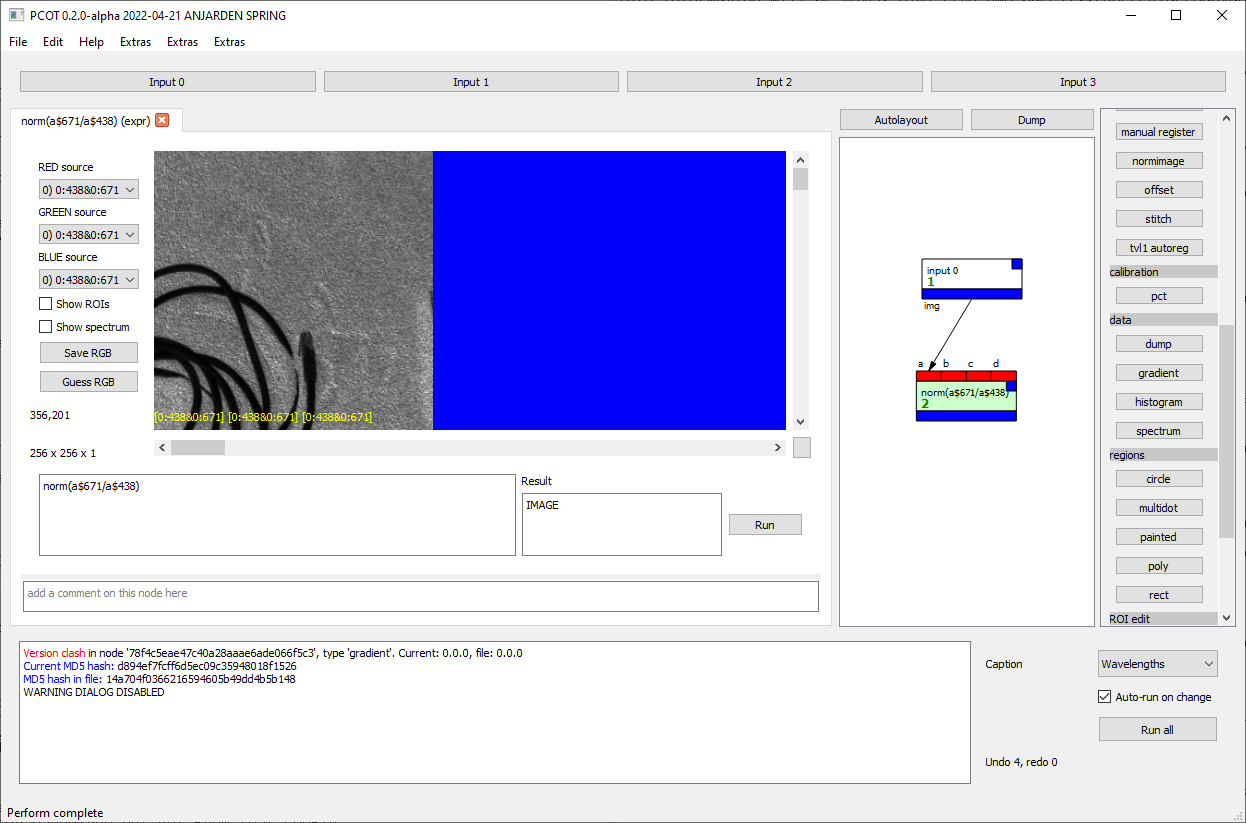 PCOT 0.2.0-alpha 2022-04-21 ANJARDEN SPRING
File Edit Help Extras Extras Extras
Input 0 Input 1 Input 2 Input 3
norm(a$671/a$438) (expr)
RED source
0) 0:438&0:671
GREEN source
0) 0:438&0:671
BLUE source
0) 0:438&0:671
Show ROIs
Show spectrum
Save RGB
Guess RGB
356,201
256 x 256 x 1
[0:438&0:671] [0:438&0:671] [0:438&0:671]
norm(a$671/a$438)
Result
IMAGE
Run
add a comment on this node here
Autolayout Dump
input 0
1
img
a b c d
norm(a$671/a$438)
2
manual register
normimage
offset
stitch
tvl1 autoreg
calibration
pct
data
dump
gradient
histogram
spectrum
regions
circle
multidot
painted
poly
rect
ROI edit
Version clash in node '78f4c5eae47c40a28aaae6ade066f5c3', type 'gradient'. Current: 0.0.0, file: 0.0.0
Current MD5 hash: d894ef7fcff6d5ec09c35948018f1526
MD5 hash in file: 14a704f0366216594605b49dd4b5b148
WARNING DIALOG DISABLED
Caption
Wavelengths
Auto-run on change
Run all
Undo 4, redo 0
Perform complete